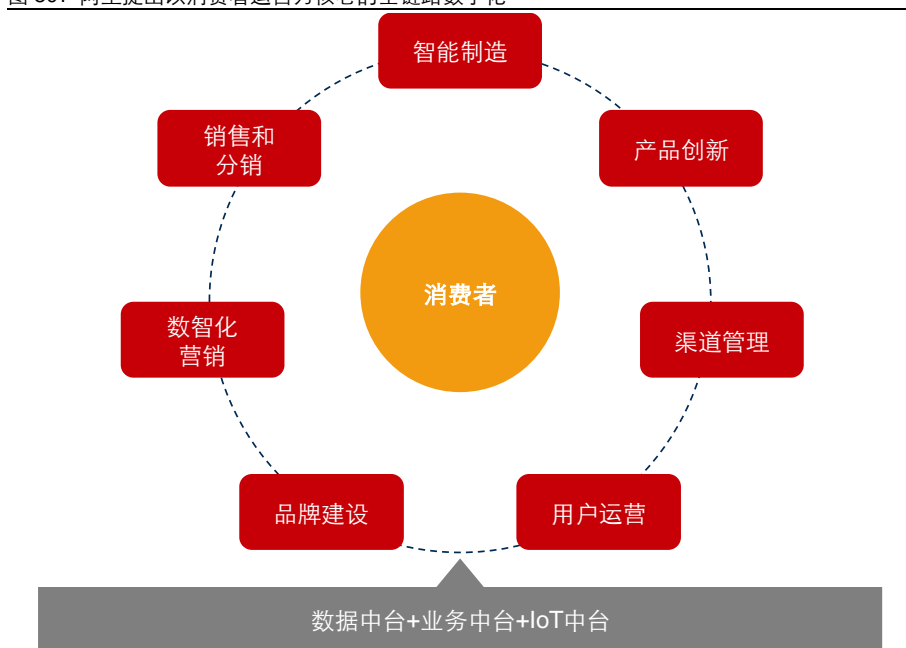 智能制造
销售和
分销
产品创新
消费者
数智化
营销
渠道管理
品牌建设
用户运营
数据中台+业务中台+IoT中台